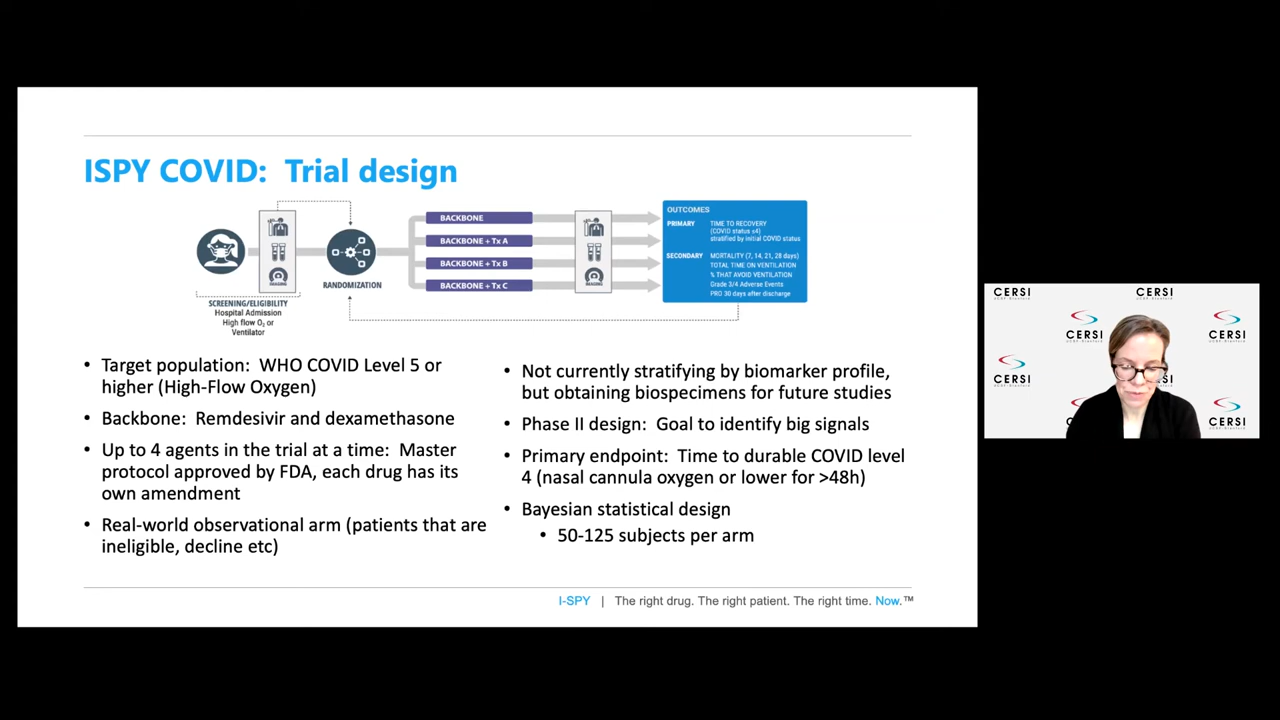 ISPY COVID: Trial design
BACKBONE
BACKBONE + Tx A
BACKBONE + Tx B
BACKBONE + Tx C
RANDOMIZATION
SCREENING/ELIGIBILITY
Hospital Admission
High flow O₂ or
Ventilator
OUTCOMES
PRIMARY TIME TO RECOVERY
(COVID status ≤4)
stratified by initial COVID status
SECONDARY MORTALITY (7, 14, 21, 28 days)
TOTAL TIME ON VENTILATION
% THAT AVOID VENTILATION
Grade 3/4 Adverse Events
PRO 30 days after discharge
• Target population: WHO COVID Level 5 or
higher (High-Flow Oxygen)
• Backbone: Remdesivir and dexamethasone
• Up to 4 agents in the trial at a time: Master
protocol approved by FDA, each drug has its
own amendment
• Real-world observational arm (patients that are
ineligible, decline etc)
• Not currently stratifying by biomarker profile,
but obtaining biospecimens for future studies
• Phase II design: Goal to identify big signals
• Primary endpoint: Time to durable COVID level
4 (nasal cannula oxygen or lower for >48h)
• Bayesian statistical design
• 50-125 subjects per arm
I-SPY | The right drug. The right patient. The right time. Now.™
CERSI
CERSI
CERSI
CERSI
CERSI
CERSI